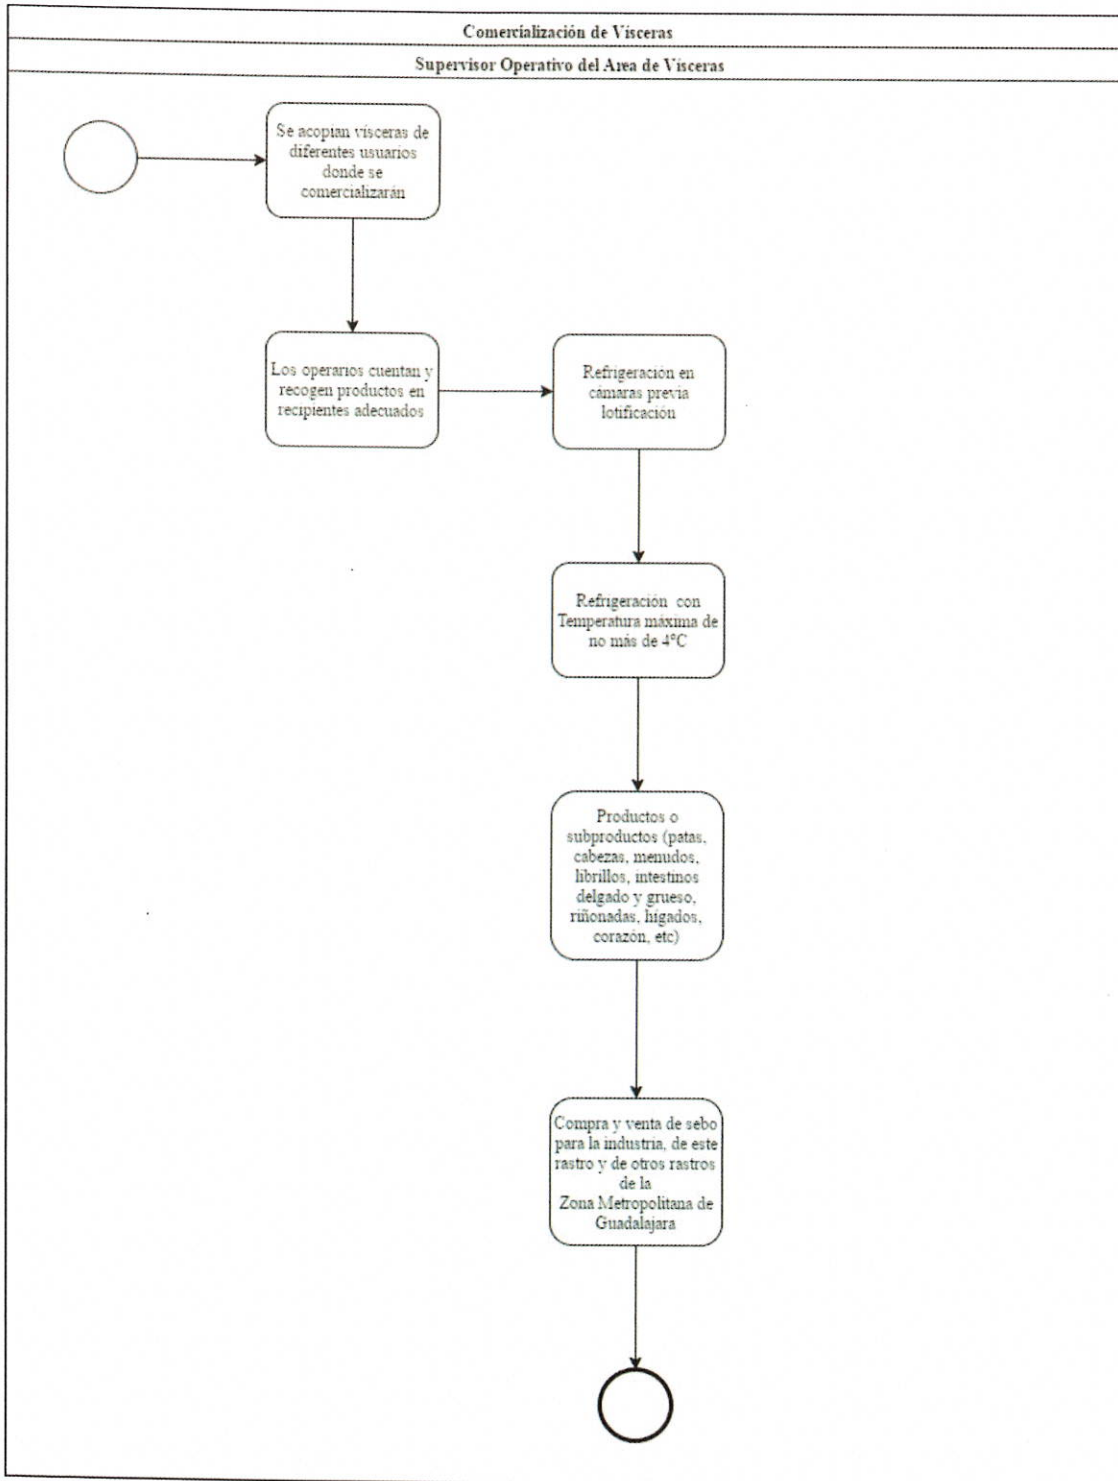 Comercialización de Vísceras
Supervisor Operativo del Area de Vísceras
Se acopian vísceras de
diferentes usuarios
donde se
comercializarán
Los operarios cuentan y
recogen productos en
recipientes adecuados
Refrigeración en
cámaras previa
lotificación
Refrigeración con
Temperatura máxima de
no más de 4°C
Productos o
subproductos (patas,
cabezas, menudos,
librillos, intestinos
delgado y grueso,
riñonadas, hígados,
corazón, etc)
Compra y venta de sebo
para la industria, de este
rastro y de otros rastros
de la
Zona Metropolitana de
Guadalajara